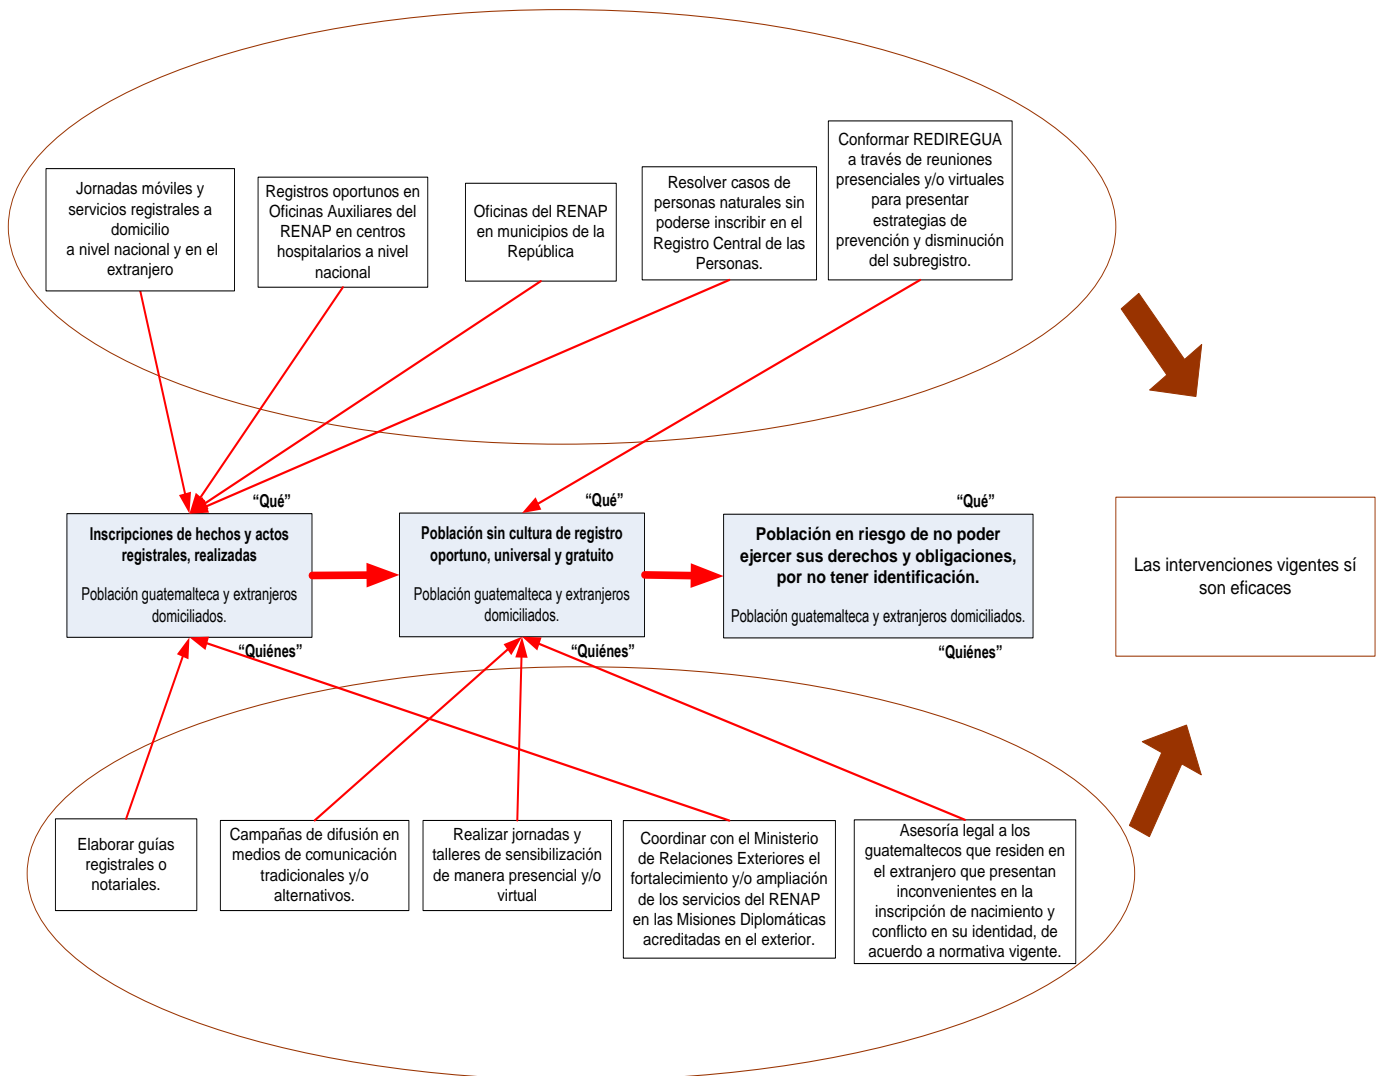 Jornadas móviles y
servicios registrales a
domicilio
a nivel nacional y en el
extranjero
Registros oportunos en
Oficinas Auxiliares del
RENAP en centros
hospitalarios a nivel
nacional
Oficinas del RENAP
en municipios de la
República
Resolver casos de
personas naturales sin
poderse inscribir en el
Registro Central de las
Personas.
Conformar REDIREGUA
a través de reuniones
presenciales y/o virtuales
para presentar
estrategias de
prevención y disminución
del subregistro.
“Qué”
Inscripciones de hechos y actos
registrales, realizadas
Población guatemalteca y extranjeros
domiciliados.
“Quiénes”
“Qué”
Población sin cultura de registro
oportuno, universal y gratuito
Población guatemalteca y extranjeros
domiciliados.
“Quiénes”
“Qué”
Población en riesgo de no poder
ejercer sus derechos y obligaciones,
por no tener identificación.
Población guatemalteca y extranjeros domiciliados.
“Quiénes”
Las intervenciones vigentes sí
son eficaces
Elaborar guías
registrales o
notariales.
Campañas de difusión en
medios de comunicación
tradicionales y/o
alternativos.
Realizar jornadas y
talleres de sensibilización
de manera presencial y/o
virtual
Coordinar con el Ministerio
de Relaciones Exteriores el
fortalecimiento y/o ampliación
de los servicios del RENAP
en las Misiones Diplomáticas
acreditadas en el exterior.
Asesoría legal a los
guatemaltecos que residen en
el extranjero que presentan
inconvenientes en la
inscripción de nacimiento y
conflicto en su identidad, de
acuerdo a normativa vigente.